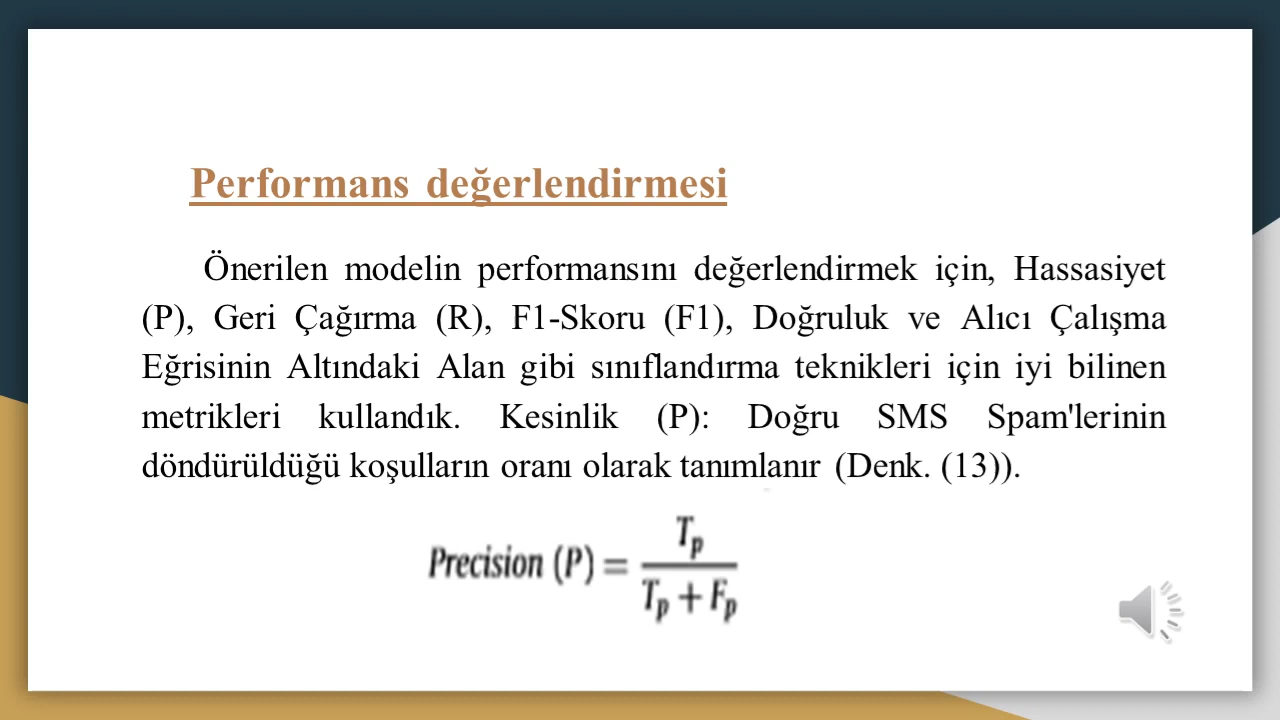 Performans değerlendirmesi
Önerilen modelin performansını değerlendirmek için, Hassasiyet
(P), Geri Çağırma (R), F1-Skoru (F1), Doğruluk ve Alıcı Çalışma
Eğrisinin Altındaki Alan gibi sınıflandırma teknikleri için iyi bilinen
metrikleri kullandık. Kesinlik (P): Doğru SMS Spam'lerinin
döndürüldüğü koşulların oranı olarak tanımlanır (Denk. (13)).
Precision (P) = Tp / Tp + Fp